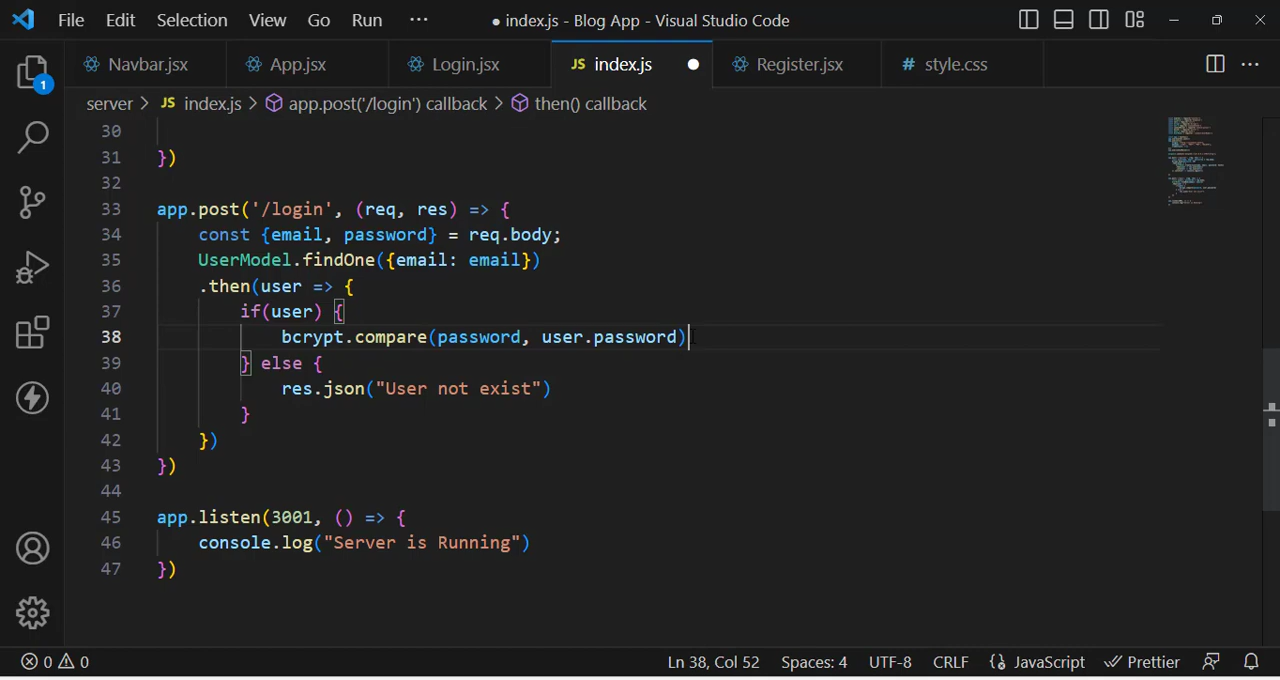 File Edit Selection View Go Run ··· ● index.js - Blog App - Visual Studio Code
Navbar.jsx App.jsx Login.jsx JS index.js Register.jsx # style.css
1
server > JS index.js > app.post('/login') callback > then() callback
30
31 })
32
33 app.post('/login', (req, res) => {
34 const {email, password} = req.body;
35 UserModel.findOne({email: email})
36 .then(user => {
37 if(user) {
38 bcrypt.compare(password, user.password)
39 } else {
40 res.json("User not exist")
41 }
42 })
43 })
44
45 app.listen(3001, () => {
46 console.log("Server is Running")
47 })
0 0 Ln 38, Col 52 Spaces: 4 UTF-8 CRLF JavaScript Prettier